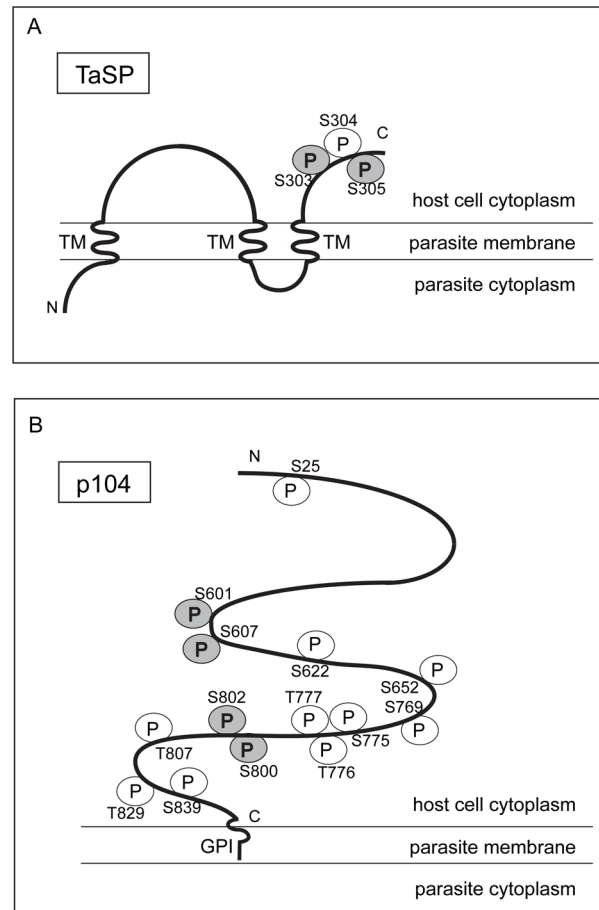 A
TaSP
S304
C
P
P
P
S303
S305
host cell cytoplasm
TM
TM
TM
parasite membrane
parasite cytoplasm
N
B
N
S25
p104
P
S601
P
S607
P
P
S622
P
S652
S802
T777
S769
P
P
P
P
P
T807
P
S800
P
S775
T776
P
P
T829
S839
C
host cell cytoplasm
GPI
parasite membrane
parasite cytoplasm